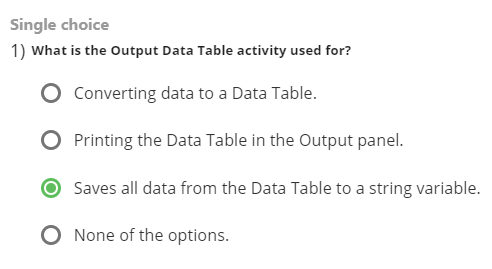 Single choice
1) What is the Output Data Table activity used for?
Converting data to a Data Table.
Printing the Data Table in the Output panel.
Saves all data from the Data Table to a string variable.
None of the options.